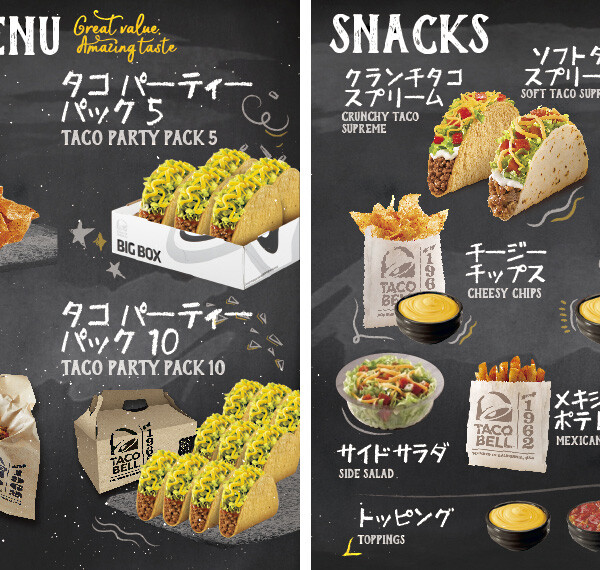 ENU
Great value.
Amazing taste
タコ パーティー
パック 5
TACO PARTY PACK 5
BIG BOX
タコ パーティー
パック 10
TACO PARTY PACK 10
TACO
BELL
1962
SNACKS
クランチタコ
スプリーム
CRUNCHY TACO
SUPREME
ソフトタ
スプリー
SOFT TACO SUPR
TACO
BELL
196
チージー
チップス
CHEESY CHIPS
サイドサラダ
SIDE SALAD
TACO
BELL
1962
メキシ
ポテト
MEXICAN
トッピング
TOPPINGS